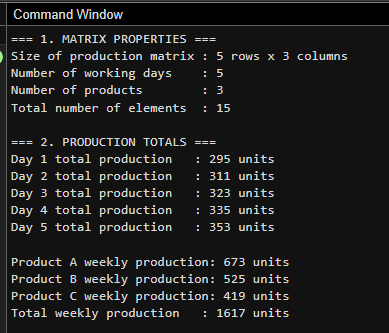 Command Window
=== 1. MATRIX PROPERTIES ===
Size of production matrix : 5 rows x 3 columns
Number of working days    : 5
Number of products        : 3
Total number of elements  : 15
=== 2. PRODUCTION TOTALS ===
Day 1 total production   : 295 units
Day 2 total production   : 311 units
Day 3 total production   : 323 units
Day 4 total production   : 335 units
Day 5 total production   : 353 units
Product A weekly production: 673 units
Product B weekly production: 525 units
Product C weekly production: 419 units
Total weekly production   : 1617 units